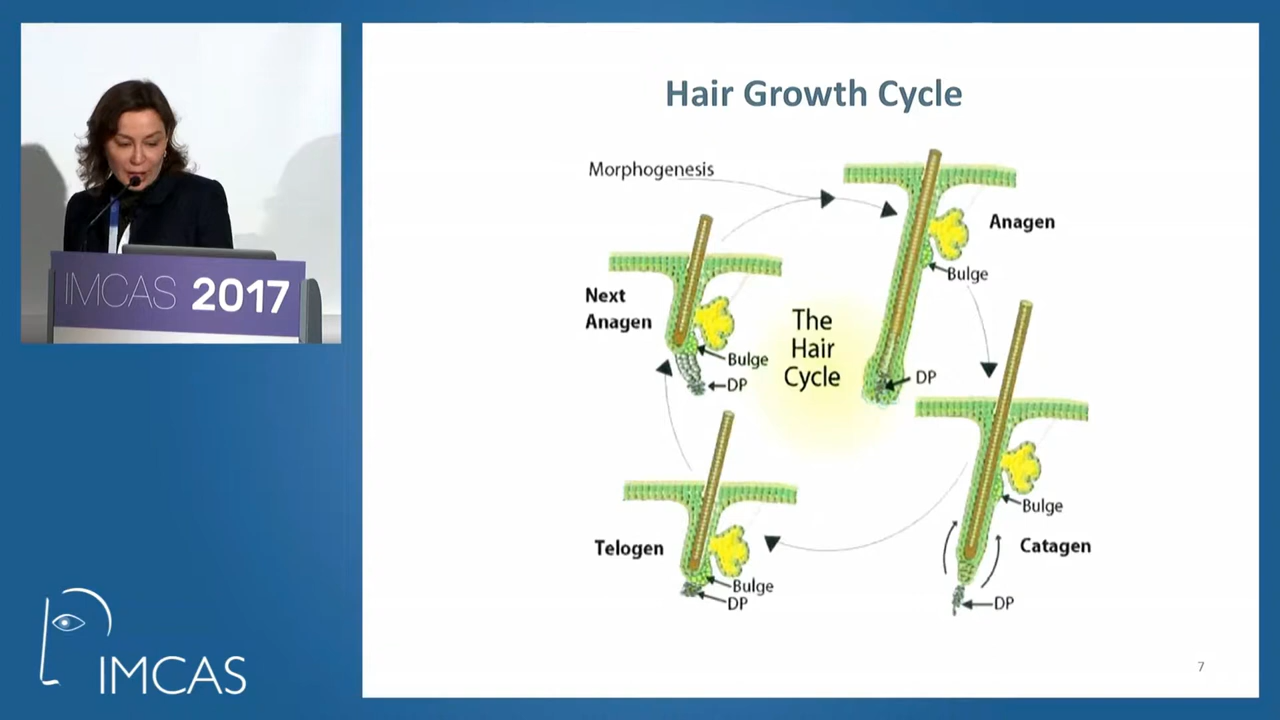 IMCAS 2017
IMCAS
Hair Growth Cycle
Morphogenesis
Anagen
Bulge
DP
Next
Anagen
Bulge
DP
The
Hair
Cycle
Bulge
Catagen
DP
Telogen
Bulge
DP
7